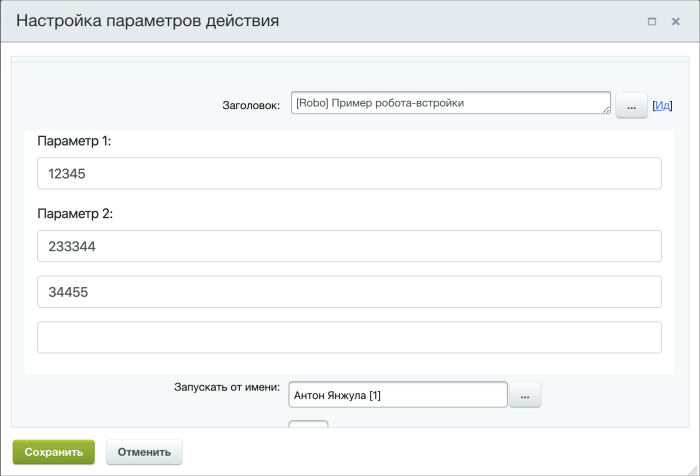 Настройка параметров действия
Заголовок: [Robo] Пример робота-встройки ... [Ид]
Параметр 1:
12345
Параметр 2:
233344
34455
Запускать от имени: Антон Янжула [1] ...
Сохранить Отменить